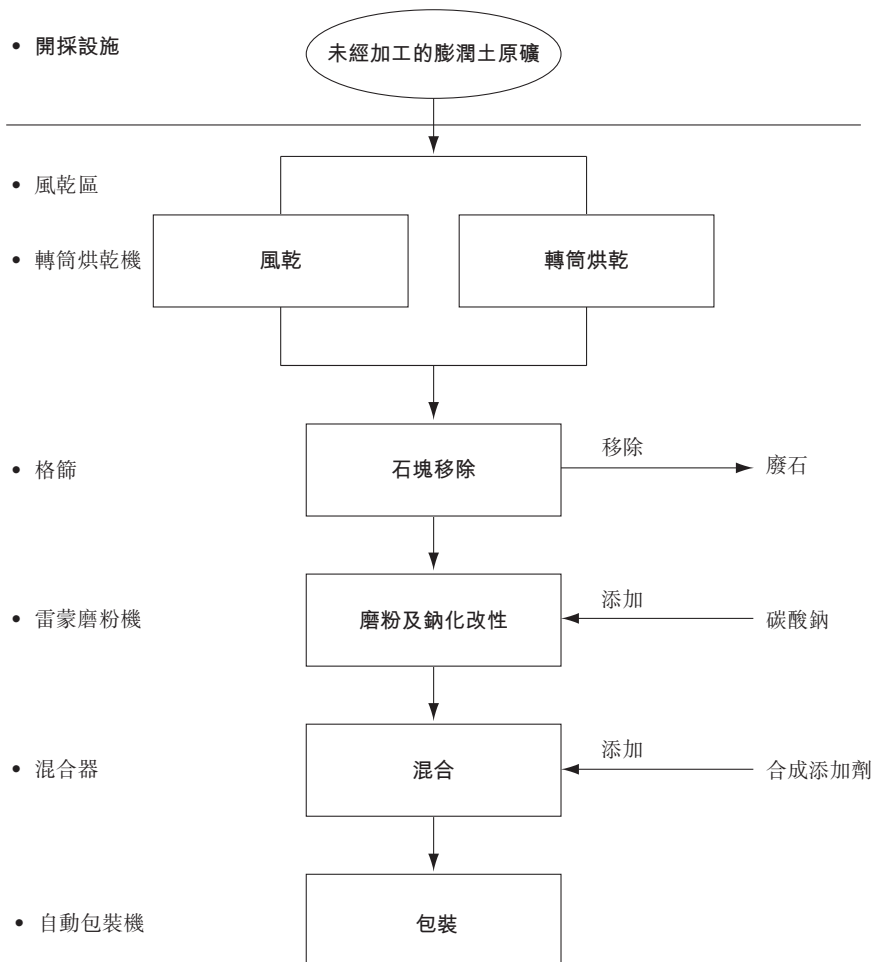 • 開採設施
未經加工的膨潤土原礦
• 風乾區
• 轉筒烘乾機
風乾
轉筒烘乾
• 格篩
石塊移除
移除
廢石
• 雷蒙磨粉機
磨粉及鈉化改性
添加
碳酸鈉
• 混合器
混合
添加
合成添加劑
• 自動包裝機
包裝